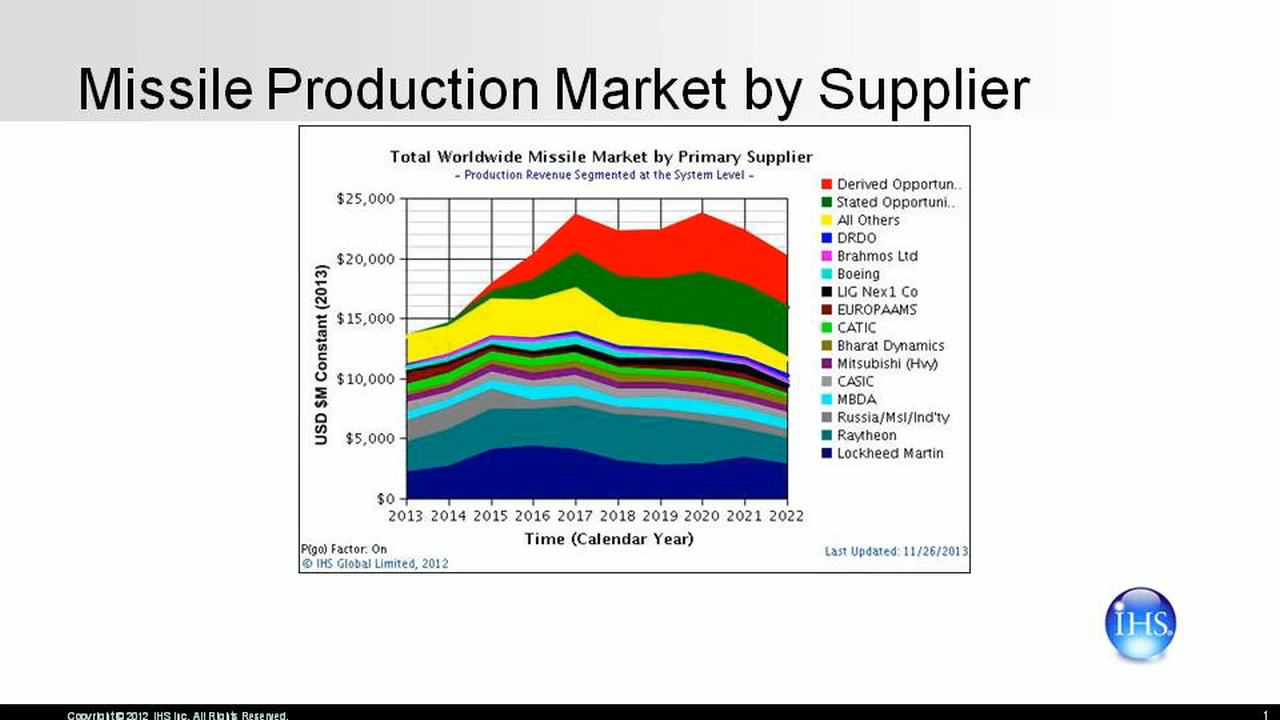 Missile Production Market by Supplier
Total Worldwide Missile Market by Primary Supplier
- Production Revenue Segmented at the System Level -
USD $M Constant (2013)
$25,000
$20,000
$15,000
$10,000
$5,000
$0
2013 2014 2015 2016 2017 2018 2019 2020 2021 2022
Time (Calendar Year)
Derived Opportun..
Stated Opportuni..
All Others
DRDO
Brahmos Ltd
Boeing
LIG Nex1 Co
EUROPAAMS
CATIC
Bharat Dynamics
Mitsubishi (Hvy)
CASIC
MBDA
Russia/Msl/Ind'ty
Raytheon
Lockheed Martin
P(go) Factor: On
© IHS Global Limited, 2012
Last Updated: 11/26/2013
IHS
Copyright © 2012 IHS Inc. All Rights Reserved.
1